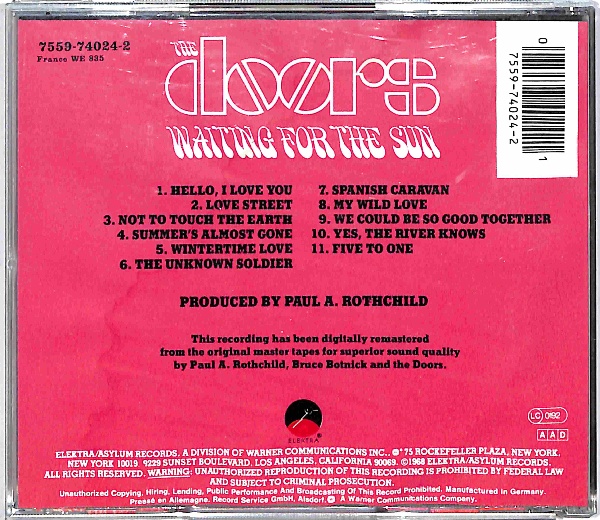 7559-74024-2
France WE 835
THE
doors
WAITING FOR THE SUN
0
7559-74024-2
1
1. HELLO, I LOVE YOU
2. LOVE STREET
3. NOT TO TOUCH THE EARTH
4. SUMMER'S ALMOST GONE
5. WINTERTIME LOVE
6. THE UNKNOWN SOLDIER
7. SPANISH CARAVAN
8. MY WILD LOVE
9. WE COULD BE SO GOOD TOGETHER
10. YES, THE RIVER KNOWS
11. FIVE TO ONE
PRODUCED BY PAUL A. ROTHCHILD
This recording has been digitally remastered
from the original master tapes for superior sound quality
by Paul A. Rothchild, Bruce Botnick and the Doors.
ELEKTRA®
LC 0192
AAD
ELEKTRA/ASYLUM RECORDS, A DIVISION OF WARNER COMMUNICATIONS INC., ●* 75 ROCKEFELLER PLAZA, NEW YORK,
NEW YORK 10019 9229 SUNSET BOULEVARD, LOS ANGELES, CALIFORNIA 90069. ©1968 ELEKTRA/ASYLUM RECORDS.
ALL RIGHTS RESERVED. WARNING: UNAUTHORIZED REPRODUCTION OF THIS RECORDING IS PROHIBITED BY FEDERAL LAW
AND SUBJECT TO CRIMINAL PROSECUTION.
Unauthorized Copying, Hiring, Lending, Public Performance And Broadcasting Of This Record Prohibited. Manufactured in Germany.
Pressé en Allemagne. Record Service GmbH, Alsdorf. A Warner Communications Company.